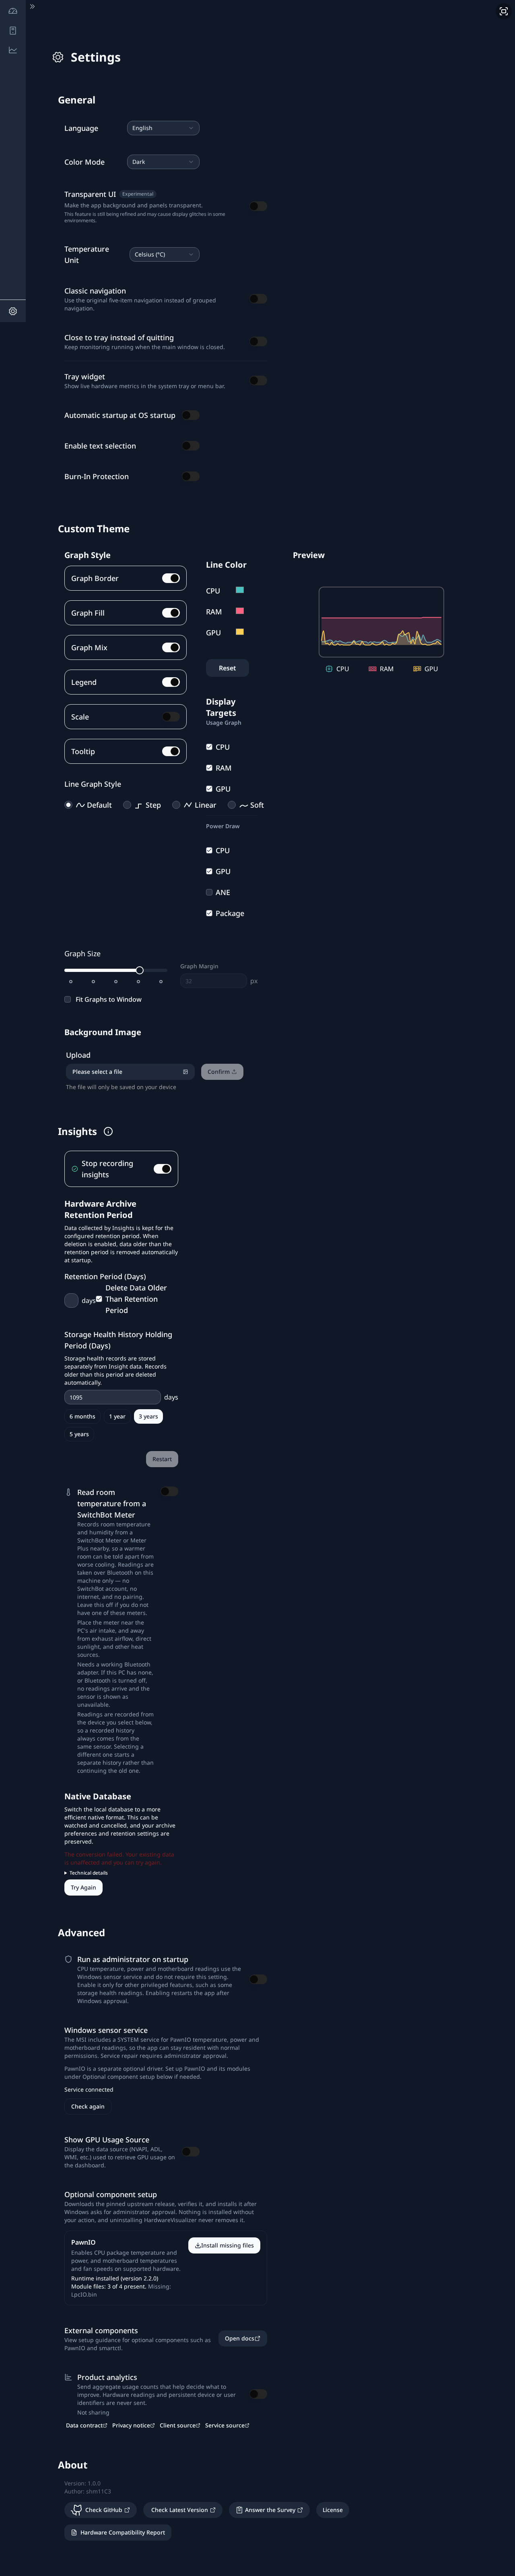 Settings
General
Language
English
Color Mode
Dark
Transparent UI Experimental
Make the app background and panels transparent.
This feature is still being refined and may cause display glitches in some
environments.
Temperature
Unit
Celsius (°C)
Classic navigation
Use the original five-item navigation instead of grouped
navigation.
Close to tray instead of quitting
Keep monitoring running when the main window is closed.
Tray widget
Show live hardware metrics in the system tray or menu bar.
Automatic startup at OS startup
Enable text selection
Burn-In Protection
Custom Theme
Graph Style
Graph Border
Graph Fill
Graph Mix
Legend
Scale
Tooltip
Line Graph Style
Default Step Linear Soft
Line Color
CPU
RAM
GPU
Reset
Display
Targets
Usage Graph
CPU
RAM
GPU
Power Draw
CPU
GPU
ANE
Package
Preview
CPU RAM GPU
Graph Size
Graph Margin
32 px
Fit Graphs to Window
Background Image
Upload
Please select a file
Confirm
The file will only be saved on your device
Insights
Stop recording
insights
Hardware Archive
Retention Period
Data collected by Insights is kept for the
configured retention period. When
deletion is enabled, data older than the
retention period is removed automatically
at startup.
Retention Period (Days)
days
Delete Data Older
Than Retention
Period
Storage Health History Holding
Period (Days)
Storage health records are stored
separately from Insight data. Records
older than this period are deleted
automatically.
1095 days
6 months 1 year 3 years
5 years
Restart
Read room
temperature from a
SwitchBot Meter
Records room temperature
and humidity from a
SwitchBot Meter or Meter
Plus nearby, so a warmer
room can be told apart from
worse cooling. Readings are
taken over Bluetooth on this
machine only — no
SwitchBot account, no
internet, and no pairing.
Leave this off if you do not
have one of these meters.
Place the meter near the
PC's air intake, and away
from exhaust airflow, direct
sunlight, and other heat
sources.
Needs a working Bluetooth
adapter. If this PC has none,
or Bluetooth is turned off,
no readings arrive and the
sensor is shown as
unavailable.
Readings are recorded from
the device you select below,
so a recorded history
always comes from the
same sensor. Selecting a
different one starts a
separate history rather than
continuing the old one.
Native Database
Switch the local database to a more
efficient native format. This can be
watched and cancelled, and your archive
preferences and retention settings are
preserved.
The conversion failed. Your existing data
is unaffected and you can try again.
Technical details
Try Again
Advanced
Run as administrator on startup
CPU temperature, power and motherboard readings use the
Windows sensor service and do not require this setting.
Enable it only for other privileged features, such as some
storage health readings. Enabling restarts the app after
Windows approval.
Windows sensor service
The MSI includes a SYSTEM service for PawnIO temperature, power and
motherboard readings, so the app can stay resident with normal
permissions. Service repair requires administrator approval.
PawnIO is a separate optional driver. Set up PawnIO and its modules
under Optional component setup below if needed.
Service connected
Check again
Show GPU Usage Source
Display the data source (NVAPI, ADL,
WMI, etc.) used to retrieve GPU usage on
the dashboard.
Optional component setup
Downloads the pinned upstream release, verifies it, and installs it after
Windows asks for administrator approval. Nothing is installed without
your action, and uninstalling HardwareVisualizer never removes it.
PawnIO
Enables CPU package temperature and
power, and motherboard temperatures
and fan speeds on supported hardware.
Runtime installed (version 2.2.0)
Module files: 3 of 4 present. Missing:
LpcIO.bin
Install missing files
External components
View setup guidance for optional components such as
PawnIO and smartctl.
Open docs
Product analytics
Send aggregate usage counts that help decide what to
improve. Hardware readings and persistent device or user
identifiers are never sent.
Not sharing
Data contract Privacy notice Client source Service source
About
Version: 1.0.0
Author: shm11C3
Check GitHub Check Latest Version Answer the Survey License
Hardware Compatibility Report